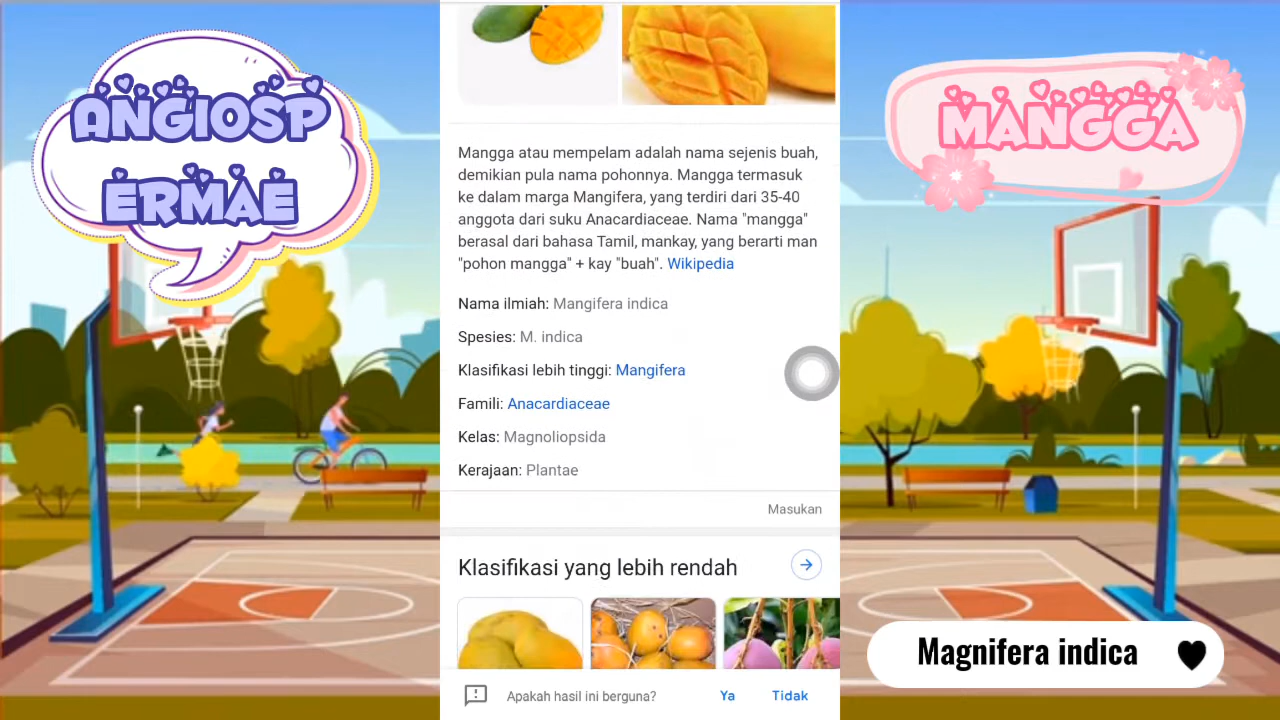 ANGIOSP
ERMAE
Mangga atau mempelam adalah nama sejenis buah,
demikian pula nama pohonnya. Mangga termasuk
ke dalam marga Mangifera, yang terdiri dari 35-40
anggota dari suku Anacardiaceae. Nama "mangga"
berasal dari bahasa Tamil, mankay, yang berarti man
"pohon mangga" + kay "buah". Wikipedia
Nama ilmiah: Mangifera indica
Spesies: M. indica
Klasifikasi lebih tinggi: Mangifera
Famili: Anacardiaceae
Kelas: Magnoliopsida
Kerajaan: Plantae
Masukan
Klasifikasi yang lebih rendah
Apakah hasil ini berguna? Ya Tidak
MANGGA
Magnifera indica